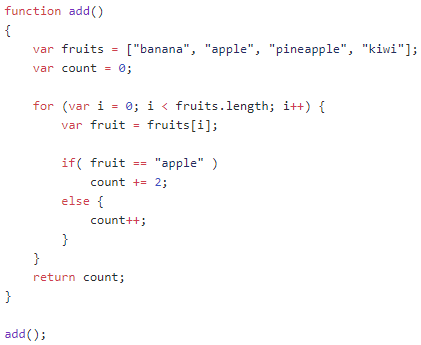 function add()
{
    var fruits = ["banana", "apple", "pineapple", "kiwi"];
    var count = 0;

    for (var i = 0; i < fruits.length; i++) {
        var fruit = fruits[i];

        if( fruit == "apple" )
            count += 2;
        else {
            count++;
        }
    }
    return count;
}

add();